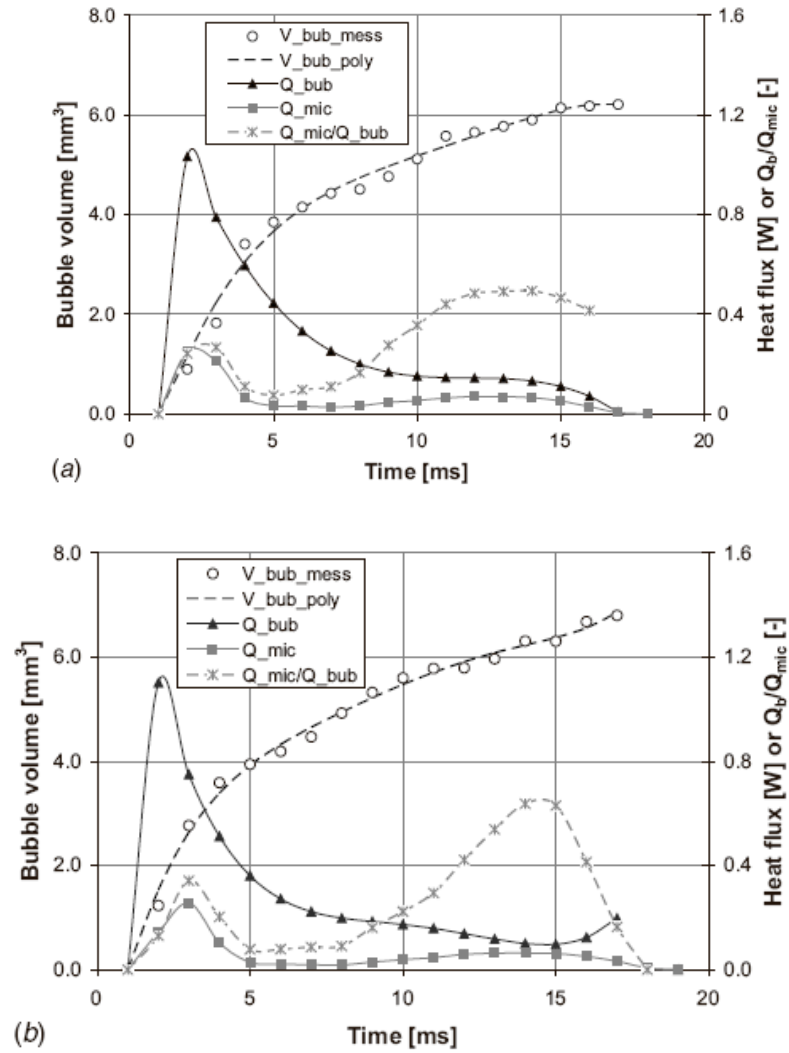 8.0
6.0
4.0
2.0
0.0
Bubble volume [mm³]
V_bub_mess
V_bub_poly
Q_bub
Q_mic
Q_mic/Q_bub
1.6
1.2
0.8
0.4
0
Heat flux [W] or Q_b/Q_mic [-]
0 5 10 15 20
Time [ms]
(a)
8.0
6.0
4.0
2.0
0.0
Bubble volume [mm³]
V_bub_mess
V_bub_poly
Q_bub
Q_mic
Q_mic/Q_bub
1.6
1.2
0.8
0.4
0.0
Heat flux [W] or Q_b/Q_mic [-]
0 5 10 15 20
Time [ms]
(b)